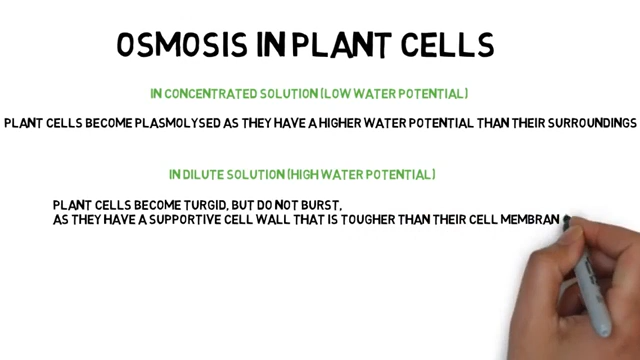 OSMOSIS IN PLANT CELLS
IN CONCENTRATED SOLUTION (LOW WATER POTENTIAL)
PLANT CELLS BECOME PLASMOLYSED AS THEY HAVE A HIGHER WATER POTENTIAL THAN THEIR SURROUNDINGS
IN DILUTE SOLUTION (HIGH WATER POTENTIAL)
PLANT CELLS BECOME TURGID, BUT DO NOT BURST,
AS THEY HAVE A SUPPORTIVE CELL WALL THAT IS TOUGHER THAN THEIR CELL MEMBRAN